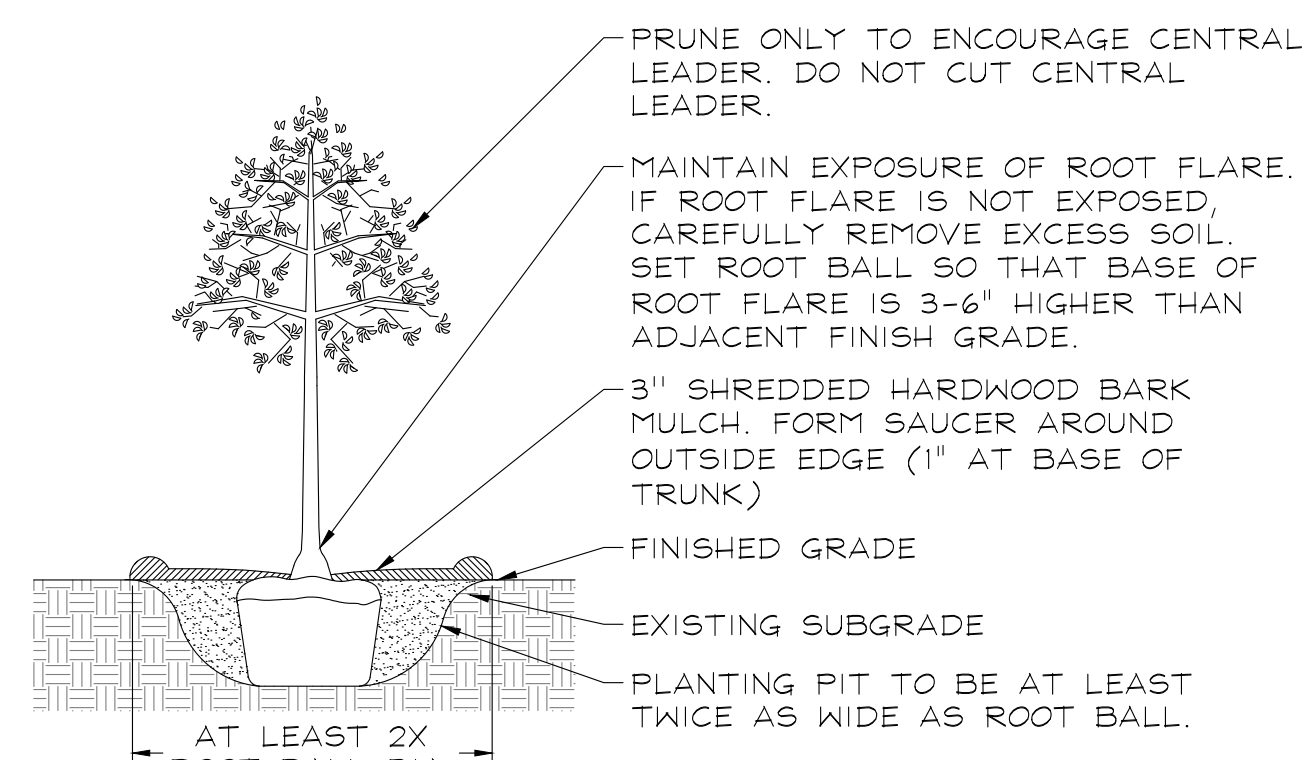 PRUNE ONLY TO ENCOURAGE CENTRAL
LEADER. DO NOT CUT CENTRAL
LEADER.
MAINTAIN EXPOSURE OF ROOT FLARE.
IF ROOT FLARE IS NOT EXPOSED,
CAREFULLY REMOVE EXCESS SOIL.
SET ROOT BALL SO THAT BASE OF
ROOT FLARE IS 3-6" HIGHER THAN
ADJACENT FINISH GRADE.
3" SHREDDED HARDWOOD BARK
MULCH. FORM SAUCER AROUND
OUTSIDE EDGE (1" AT BASE OF
TRUNK)
FINISHED GRADE
EXISTING SUBGRADE
PLANTING PIT TO BE AT LEAST
TWICE AS WIDE AS ROOT BALL.
AT LEAST 2X
ROOT BALL